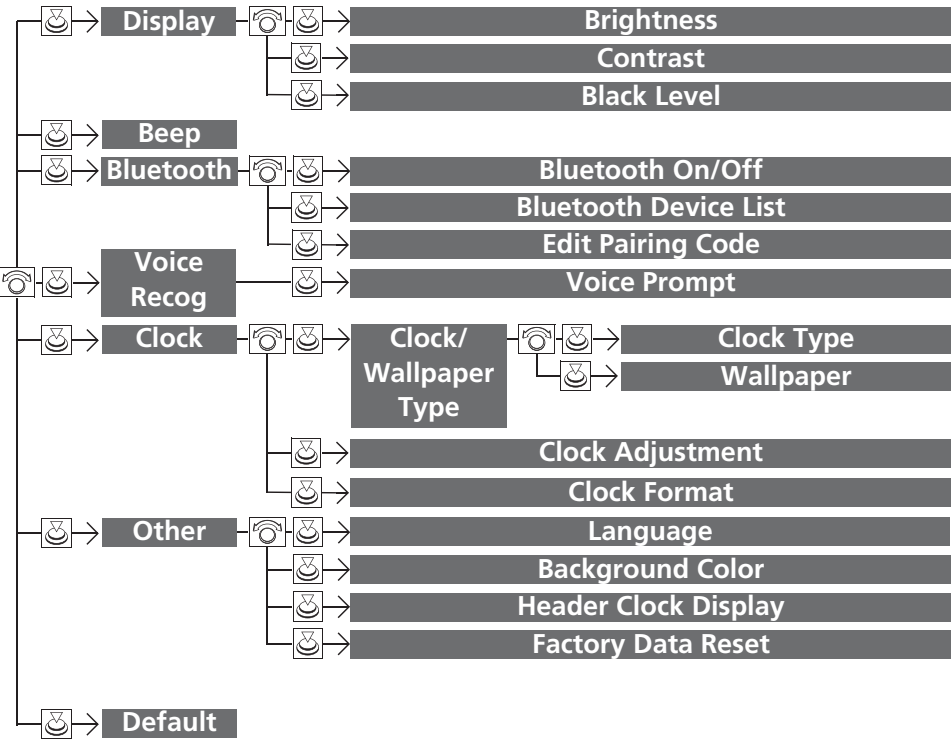 Display
Brightness
Contrast
Black Level
Beep
Bluetooth
Bluetooth On/Off
Bluetooth Device List
Edit Pairing Code
Voice
Recog
Voice Prompt
Clock
Clock/
Wallpaper
Type
Clock Type
Wallpaper
Clock Adjustment
Clock Format
Other
Language
Background Color
Header Clock Display
Factory Data Reset
Default